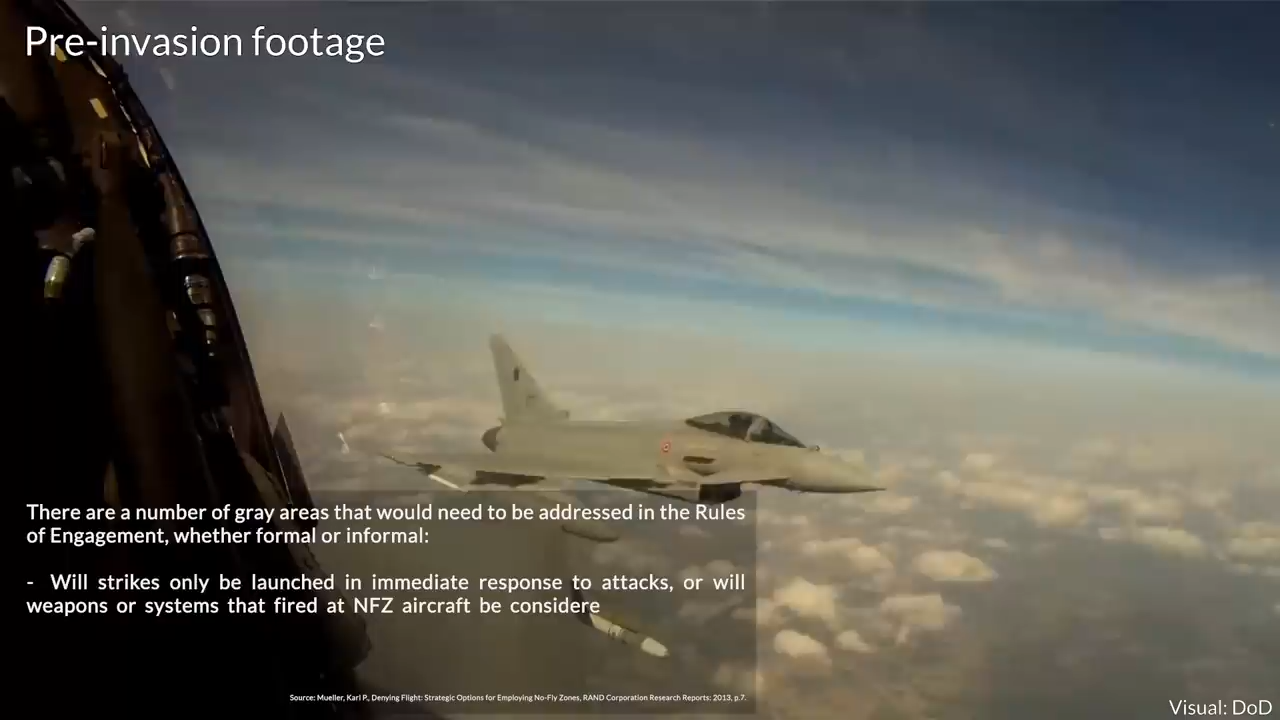 Pre-invasion footage
There are a number of gray areas that would need to be addressed in the Rules
of Engagement, whether formal or informal:
- Will strikes only be launched in immediate response to attacks, or will
weapons or systems that fired at NFZ aircraft be considere
Source: Mueller, Karl P., Denying Flight: Strategic Options for Employing No-Fly Zones, RAND Corporation Research Reports: 2013, p.7.
Visual: DoD